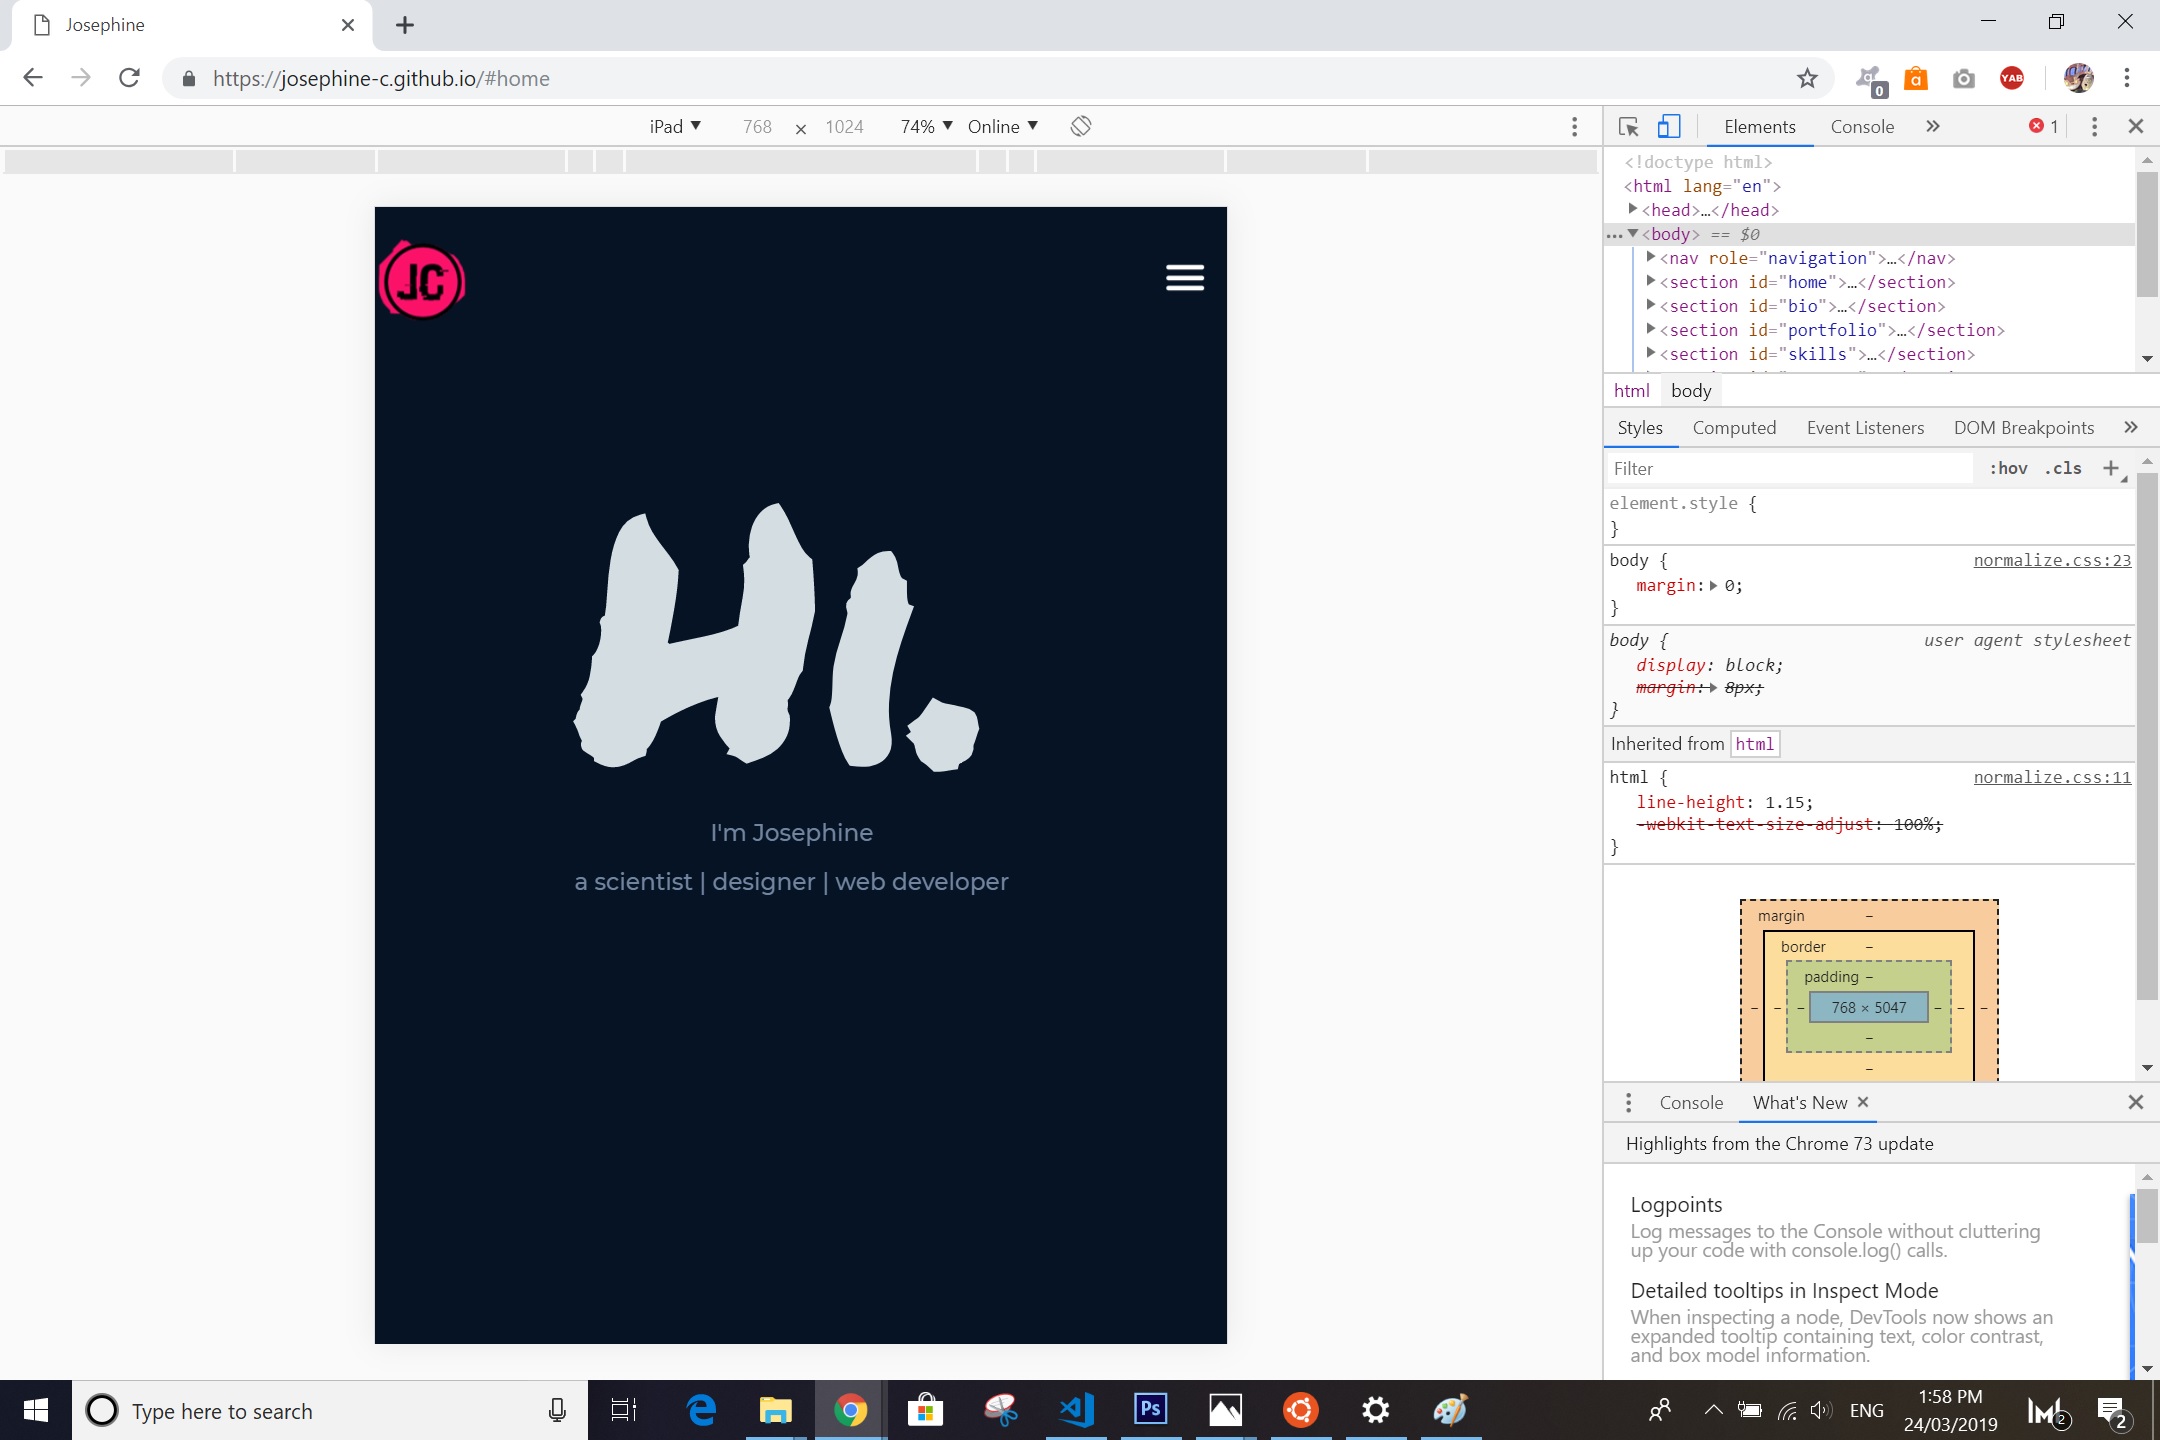 Josephine
https://josephine-c.github.io/#home
0
a
YAB
iPad ▼ 768 × 1024 74% ▼ Online ▼
Elements Console » 1
JC
HI.
I'm Josephine
a scientist | designer | web developer
<!doctype html>
<html lang="en">
<head>…</head>
… <body> == $0
<nav role="navigation">…</nav>
<section id="home">…</section>
<section id="bio">…</section>
<section id="portfolio">…</section>
<section id="skills">…</section>
html body
Styles Computed Event Listeners DOM Breakpoints »
Filter :hov .cls +
element.style {
}
body { normalize.css:23
margin: 0;
}
body { user agent stylesheet
display: block;
margin: 8px;
}
Inherited from html
html { normalize.css:11
line-height: 1.15;
-webkit-text-size-adjust: 100%;
}
margin –
border –
padding –
– – – 768 × 5047 – – –
–
–
Console What's New ×
Highlights from the Chrome 73 update
Logpoints
Log messages to the Console without cluttering
up your code with console.log() calls.
Detailed tooltips in Inspect Mode
When inspecting a node, DevTools now shows an
expanded tooltip containing text, color contrast,
and box model information.
Type here to search
Ps
ENG
1:58 PM
24/03/2019
2
2